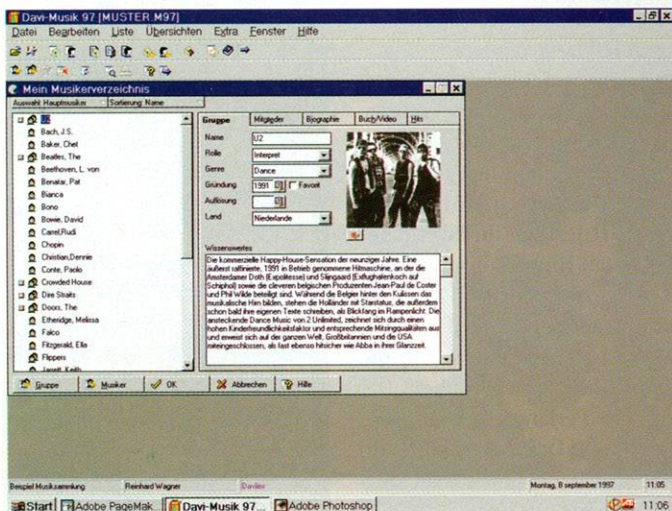 Davi-Musik 97 [MUSTER.M97]
Datei Bearbeiten Liste Übersichten Extra Fenster Hilfe
Mein Musikerverzeichnis
Auswahl: Hauptmusiker Sortierung: Name
U2
Bach, J.S.
Baker, Chet
Beatles, The
Beethoven, L. von
Benatar, Pat
Bianca
Bono
Bowie, David
Carrel,Rudi
Chopin
Christian,Dennie
Conte, Paolo
Crowded House
Dire Straits
Doors, The
Etheridge, Melissa
Falco
Fitzgerald, Ella
Flippers
Jarrett, Keith
Gruppe Mitglieder Biographie Buch/Video Hits
Name U2
Rolle Interpret
Genre Dance
Gründung 1991 Favorit
Auflösung
Land Niederlande
Wissenswertes
Die kommerzielle Happy-House-Sensation der neunziger Jahre. Eine
äußerst raffinierte, 1991 in Betrieb genommene Hitmaschine, an der die
Amsterdamer Doth (Expolitesse) und Slijngaard (Exflughafenkoch auf
Schiphol) sowie die cleveren belgischen Produzenten Jean-Paul de Coster
und Phil Wilde beteiligt sind. Während die Belgier hinter den Kulissen das
musikalische Hirn bilden, stehen die Holländer mit Starstatus, die außerdem
schon bald ihre eigenen Texte schreiben, als Blickfang im Rampenlicht. Die
ansteckende Dance Music von 2 Unlimited, zeichnet sich durch einen
hohen Kinderfreundlichkeitsfaktor und entsprechende Mitsingqualitäten aus
und erweist sich auf der ganzen Welt, Großbritannien und die USA
miteingeschlossen, als fast ebenso hitsicher wie Abba in ihrer Glanzzeit.
Gruppe Musiker OK Abbrechen Hilfe
Beispiel Musiksammlung Reinhard Wagner Davilex Montag, 8 september 1997 11:05
Start Adobe PageMak... Davi-Musik 97... Adobe Photoshop 11:06